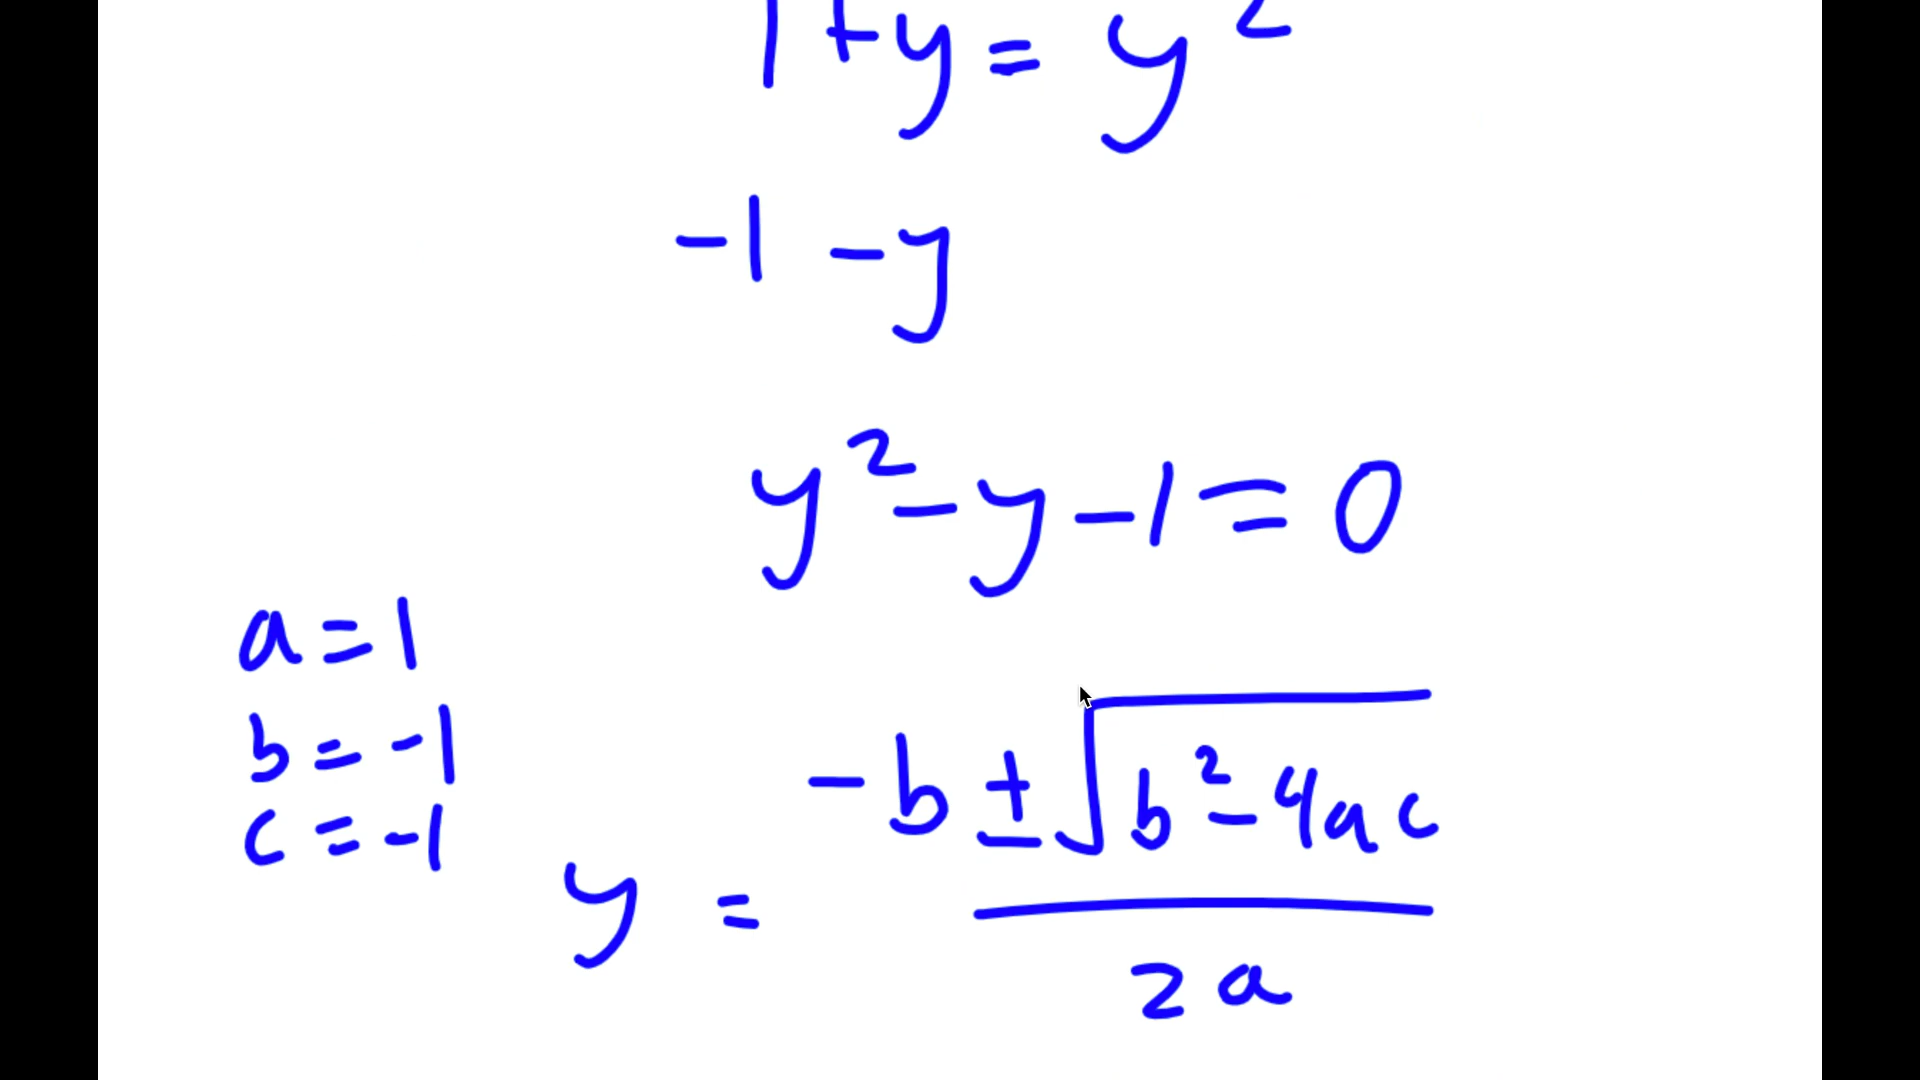 1 + y = y²
-1 - y
y² - y - 1 = 0
a = 1
b = -1
c = -1
y = -b ± √b² - 4ac
2a